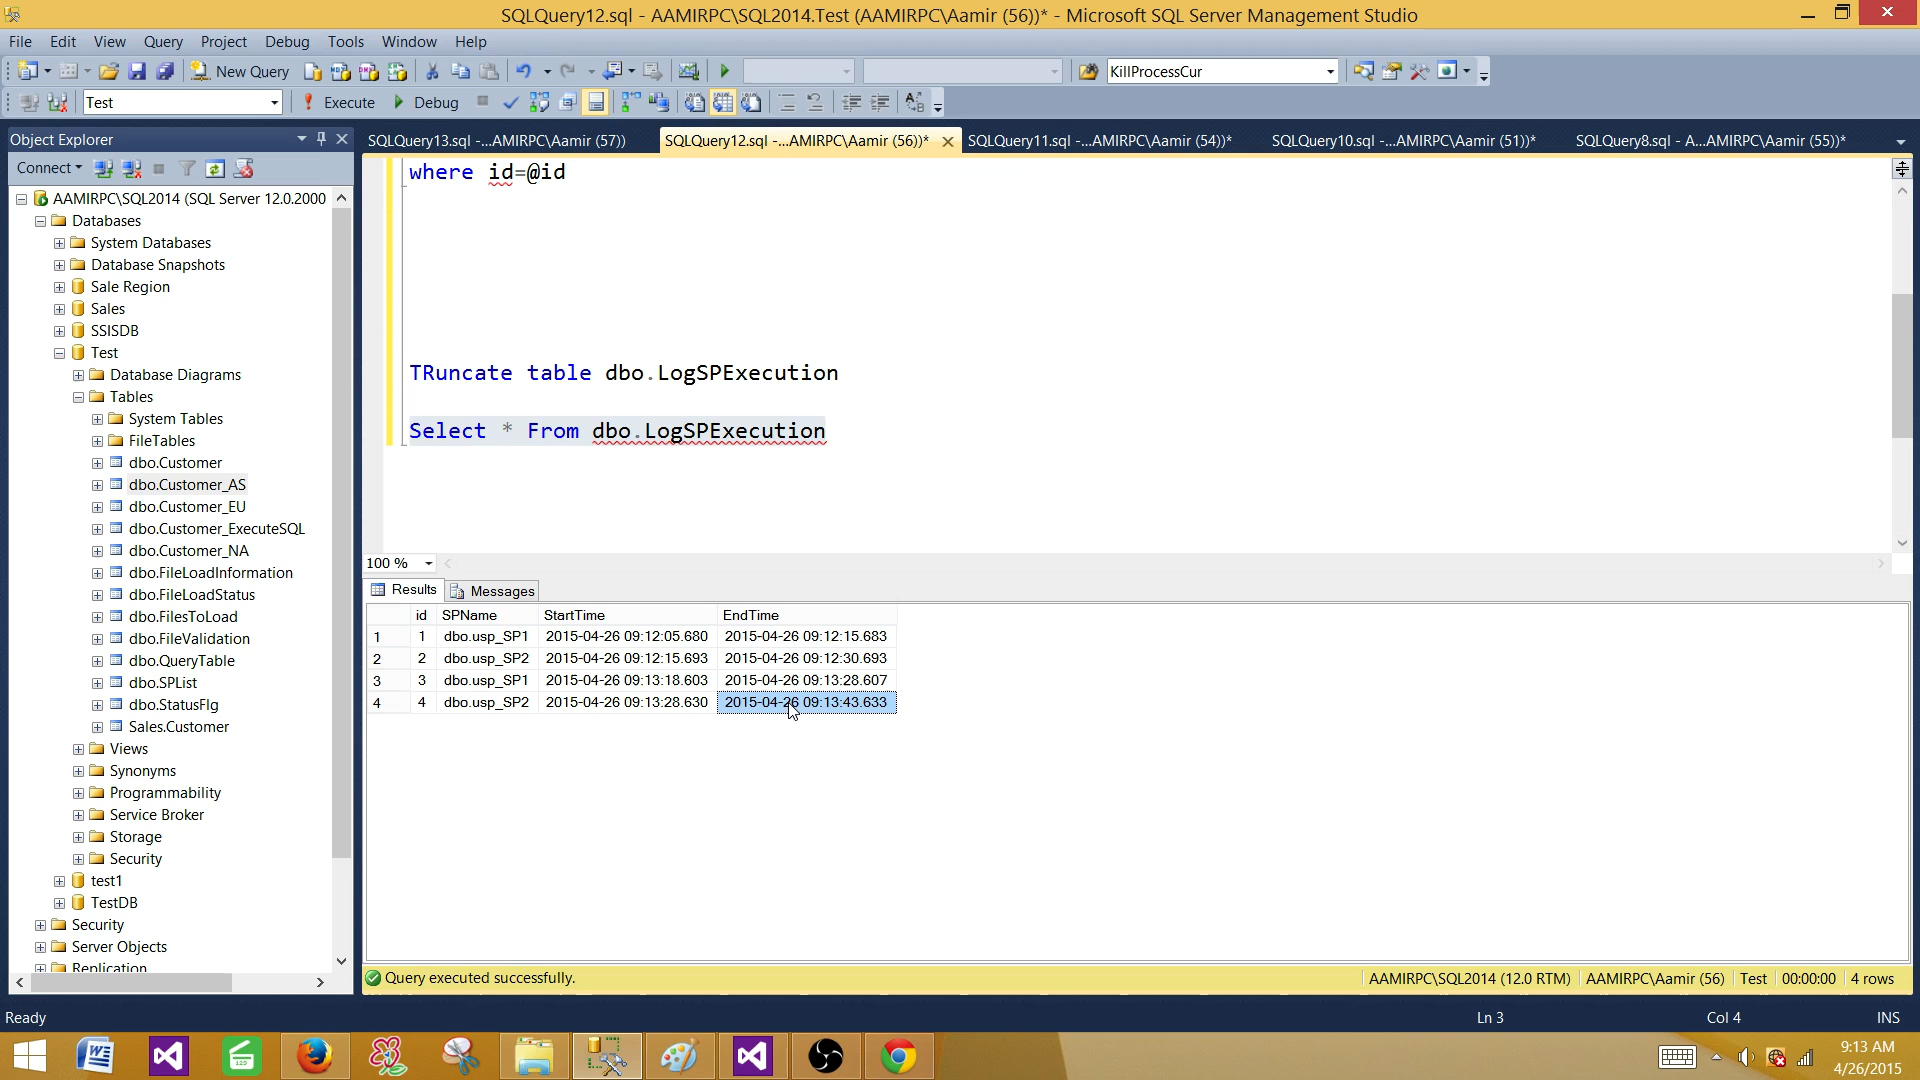 SQLQuery12.sql - AAMIRPC\SQL2014.Test (AAMIRPC\Aamir (56))* - Microsoft SQL Server Management Studio
File Edit View Query Project Debug Tools Window Help
New Query KillProcessCur
Test Execute Debug
Object Explorer
SQLQuery13.sql -...AMIRPC\Aamir (57)) SQLQuery12.sql -...AMIRPC\Aamir (56))* SQLQuery11.sql -...AMIRPC\Aamir (54))* SQLQuery10.sql -...AMIRPC\Aamir (51))* SQLQuery8.sql - A...AMIRPC\Aamir (55))*
Connect
AAMIRPC\SQL2014 (SQL Server 12.0.2000
Databases
System Databases
Database Snapshots
Sale Region
Sales
SSISDB
Test
Database Diagrams
Tables
System Tables
FileTables
dbo.Customer
dbo.Customer_AS
dbo.Customer_EU
dbo.Customer_ExecuteSQL
dbo.Customer_NA
dbo.FileLoadInformation
dbo.FileLoadStatus
dbo.FilesToLoad
dbo.FileValidation
dbo.QueryTable
dbo.SPList
dbo.StatusFlg
Sales.Customer
Views
Synonyms
Programmability
Service Broker
Storage
Security
test1
TestDB
Security
Server Objects
Replication
where id=@id
TRuncate table dbo.LogSPExecution
Select * From dbo.LogSPExecution
100 %
Results Messages
id SPName StartTime EndTime
1 1 dbo.usp_SP1 2015-04-26 09:12:05.680 2015-04-26 09:12:15.683
2 2 dbo.usp_SP2 2015-04-26 09:12:15.693 2015-04-26 09:12:30.693
3 3 dbo.usp_SP1 2015-04-26 09:13:18.603 2015-04-26 09:13:28.607
4 4 dbo.usp_SP2 2015-04-26 09:13:28.630 2015-04-26 09:13:43.633
Query executed successfully. AAMIRPC\SQL2014 (12.0 RTM) AAMIRPC\Aamir (56) Test 00:00:00 4 rows
Ready Ln 3 Col 4 INS
9:13 AM
4/26/2015